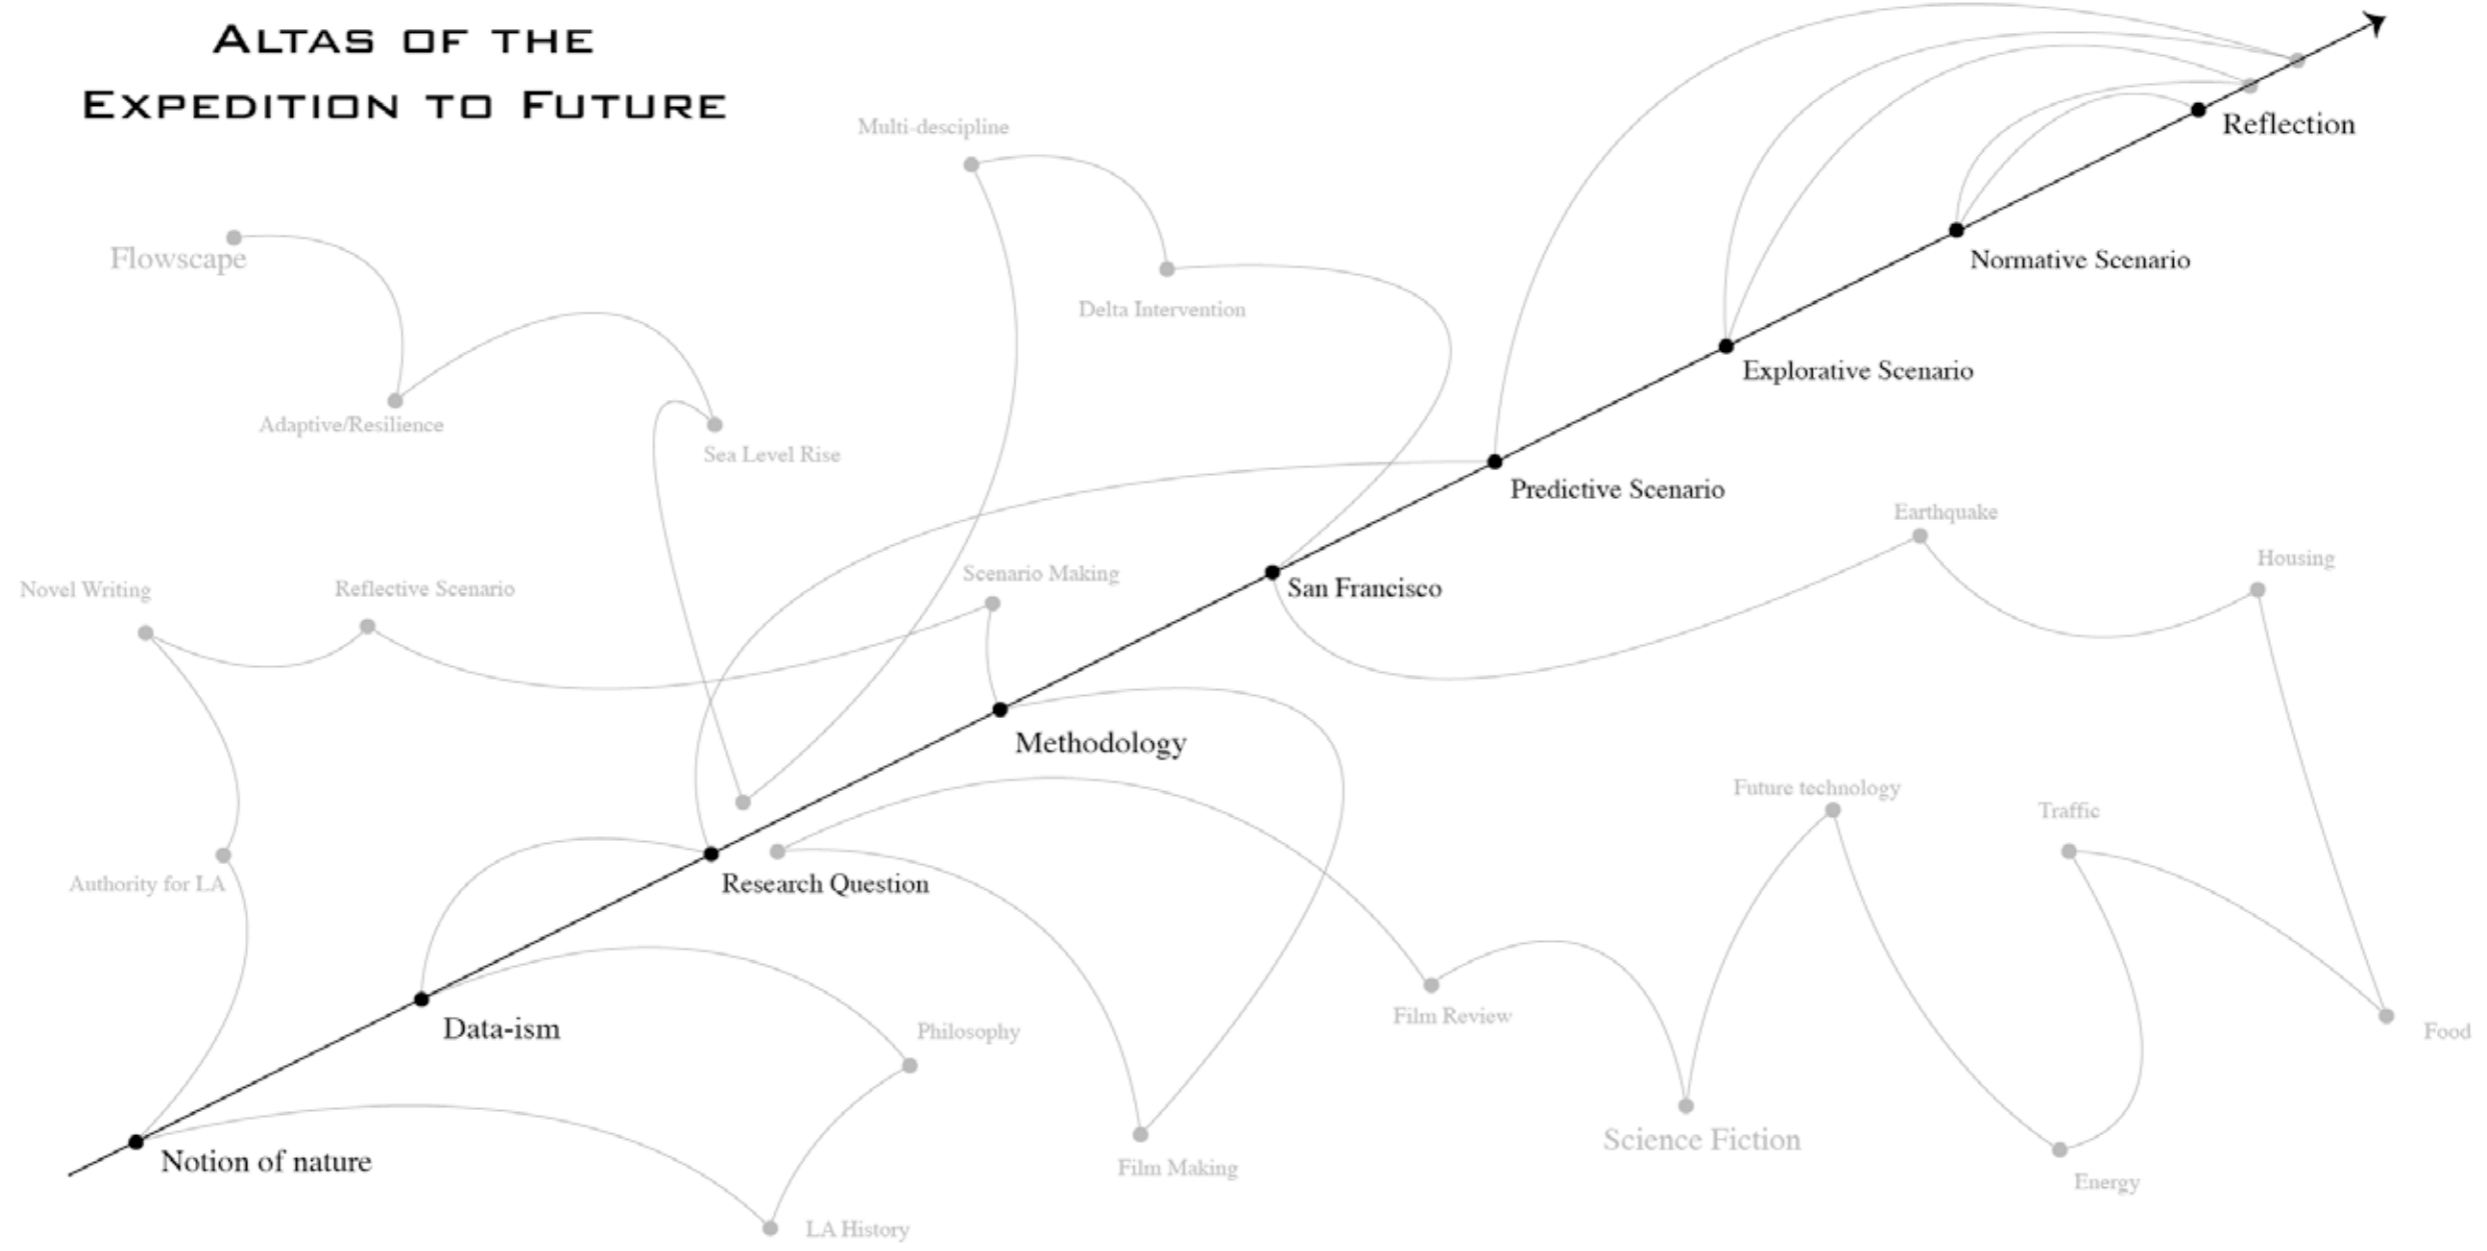 ALTAS OF THE
EXPEDITION TO FUTURE
Multi-descipline
Reflection
Flowscape
Normative Scenario
Delta Intervention
Explorative Scenario
Adaptive/Resilience
Sea Level Rise
Predictive Scenario
Earthquake
Housing
Scenario Making
Novel Writing
Reflective Scenario
San Francisco
Methodology
Future technology
Traffic
Authority for LA
Research Question
Film Review
Data-ism
Philosophy
Food
Science Fiction
Notion of nature
Film Making
Energy
LA History